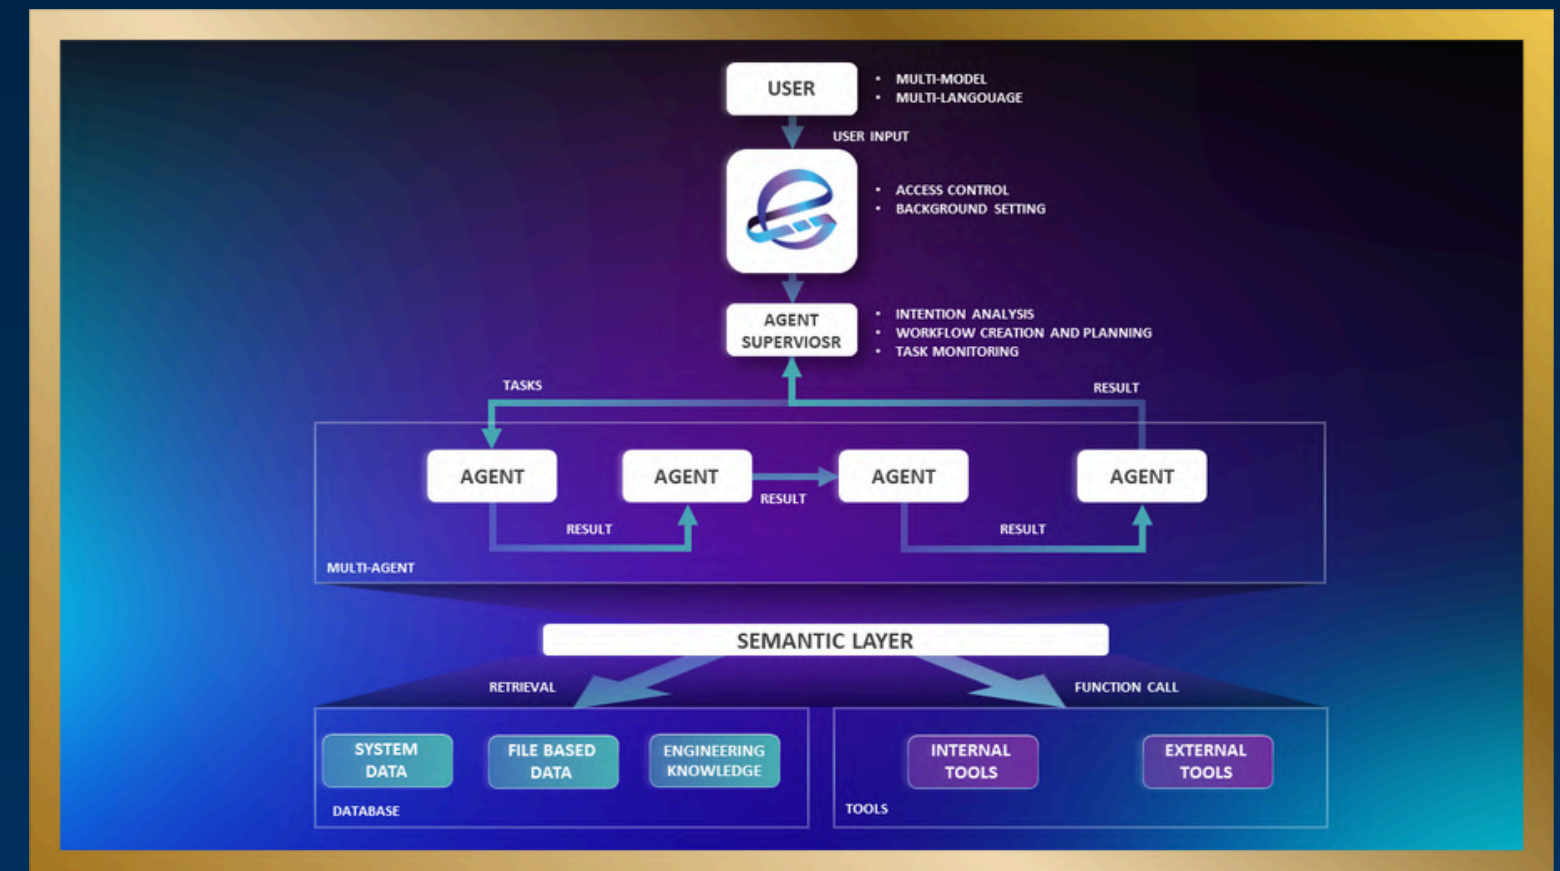 USER
• MULTI-MODEL
• MULTI-LANGOUAGE
USER INPUT
• ACCESS CONTROL
• BACKGROUND SETTING
AGENT
SUPERVIOSR
• INTENTION ANALYSIS
• WORKFLOW CREATION AND PLANNING
• TASK MONITORING
TASKS
RESULT
AGENT
AGENT
AGENT
AGENT
RESULT
RESULT
RESULT
MULTI-AGENT
SEMANTIC LAYER
RETRIEVAL
FUNCTION CALL
SYSTEM
DATA
FILE BASED
DATA
ENGINEERING
KNOWLEDGE
DATABASE
INTERNAL
TOOLS
EXTERNAL
TOOLS
TOOLS